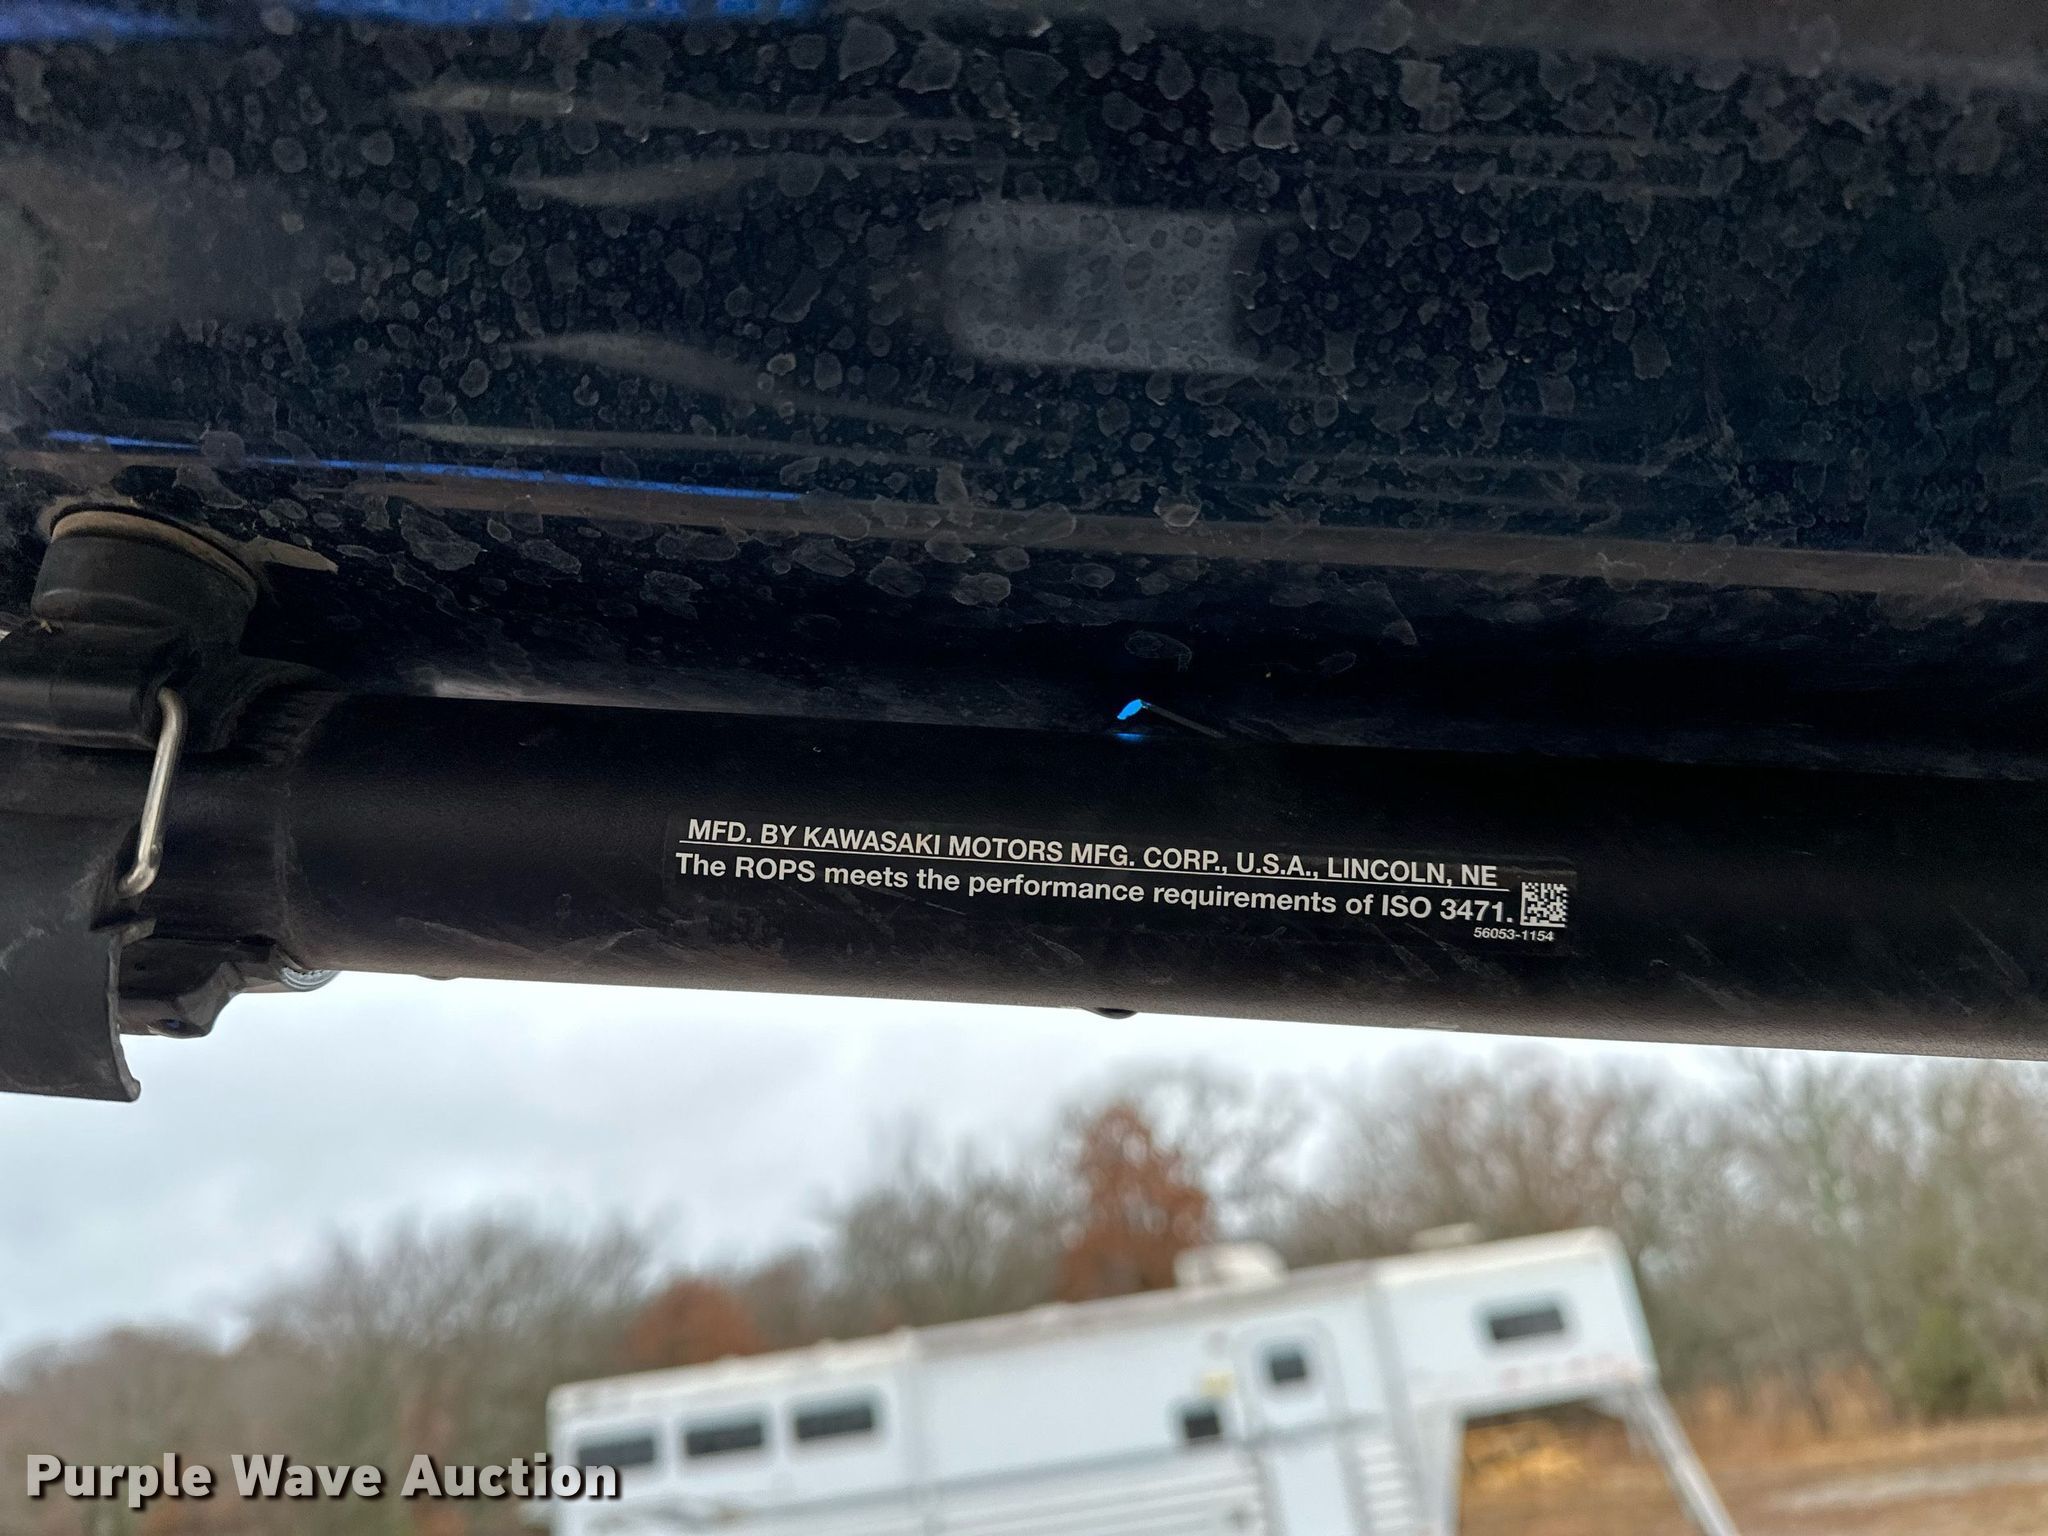 MFD. BY KAWASAKI MOTORS MFG. CORP., U.S.A., LINCOLN, NE
The ROPS meets the performance requirements of ISO 3471.
56053-1154
Purple Wave Auction